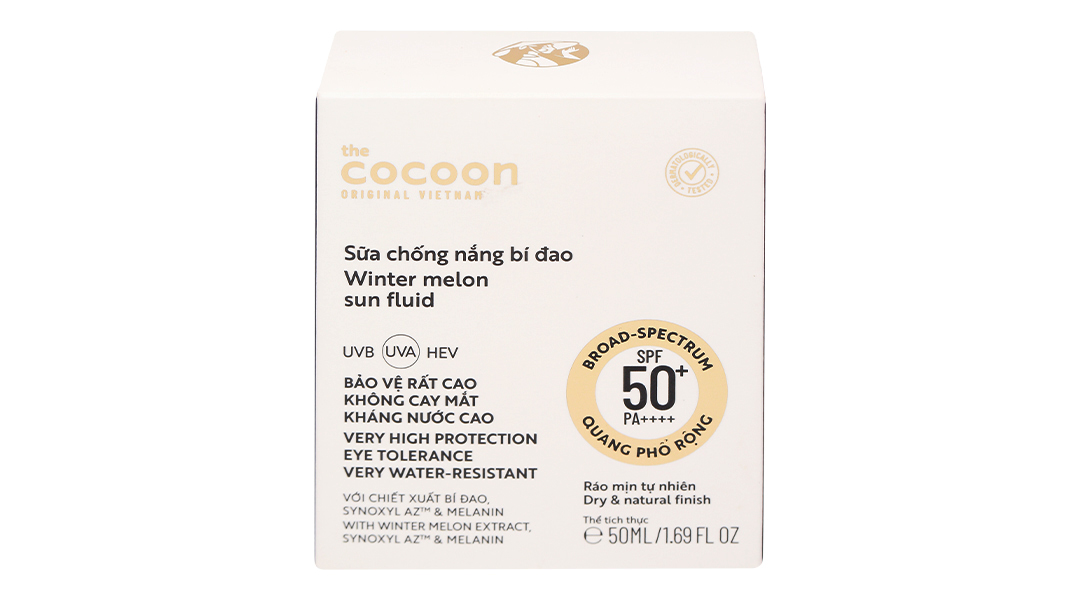 the
cocoon
ORIGINAL VIETNAM
DERMATOLOGICALLY
TESTED
Sữa chống nắng bí đao
Winter melon
sun fluid
UVB UVA HEV
BẢO VỆ RẤT CAO
KHÔNG CAY MẮT
KHÁNG NƯỚC CAO
VERY HIGH PROTECTION
EYE TOLERANCE
VERY WATER-RESISTANT
VỚI CHIẾT XUẤT BÍ ĐAO,
SYNOXYL AZ™ & MELANIN
WITH WINTER MELON EXTRACT,
SYNOXYL AZ™ & MELANIN
BROAD-SPECTRUM
SPF
50+
PA++++
QUANG PHỔ RỘNG
Ráo mịn tự nhiên
Dry & natural finish
Thể tích thực
℮ 50ML/1.69 FL OZ